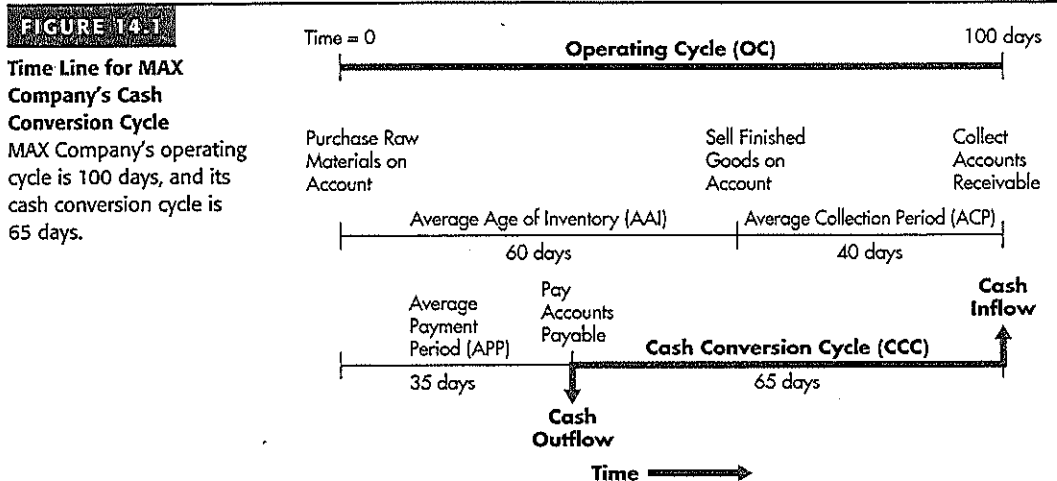 FIGURE 14.1
Time Line for MAX
Company's Cash
Conversion Cycle
MAX Company's operating
cycle is 100 days, and its
cash conversion cycle is
65 days.
Time = 0
Operating Cycle (OC)
100 days
Purchase Raw
Materials on
Account
Sell Finished
Goods on
Account
Collect
Accounts
Receivable
Average Age of Inventory (AAI)
Average Collection Period (ACP)
60 days
40 days
Average
Payment
Period (APP)
Pay
Accounts
Payable
Cash
Inflow
Cash Conversion Cycle (CCC)
35 days
65 days
Cash
Outflow
Time